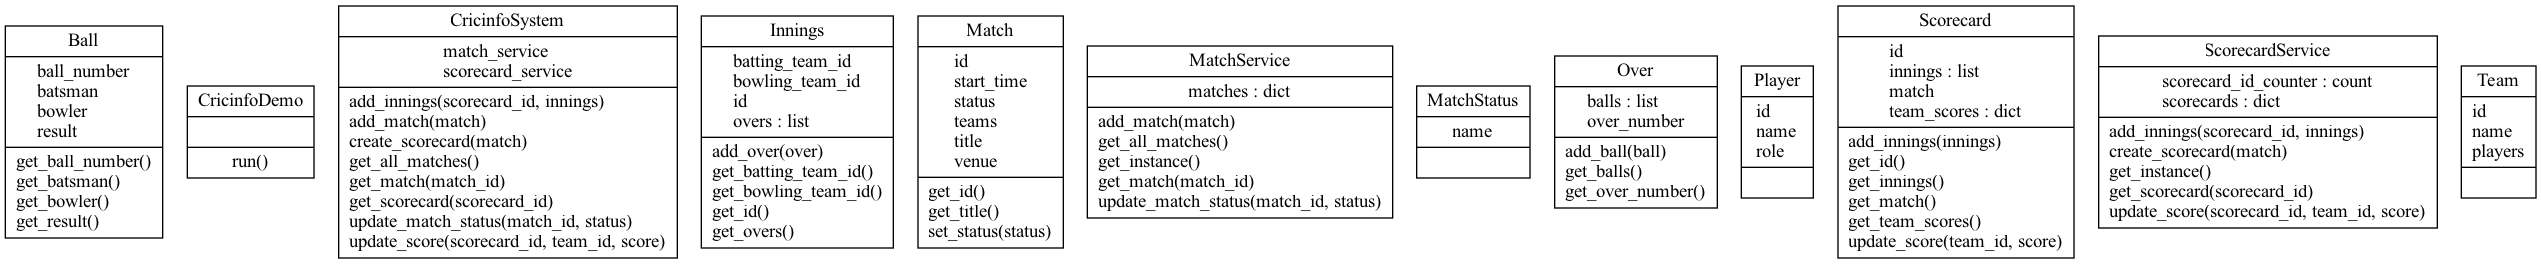 Ball
ball_number
batsman
bowler
result
get_ball_number()
get_batsman()
get_bowler()
get_result()
CricinfoDemo
run()
CricinfoSystem
match_service
scorecard_service
add_innings(scorecard_id, innings)
add_match(match)
create_scorecard(match)
get_all_matches()
get_match(match_id)
get_scorecard(scorecard_id)
update_match_status(match_id, status)
update_score(scorecard_id, team_id, score)
Innings
batting_team_id
bowling_team_id
id
overs : list
add_over(over)
get_batting_team_id()
get_bowling_team_id()
get_id()
get_overs()
Match
id
start_time
status
teams
title
venue
get_id()
get_title()
set_status(status)
MatchService
matches : dict
add_match(match)
get_all_matches()
get_instance()
get_match(match_id)
update_match_status(match_id, status)
MatchStatus
name
Over
balls : list
over_number
add_ball(ball)
get_balls()
get_over_number()
Player
id
name
role
Scorecard
id
innings : list
match
team_scores : dict
add_innings(innings)
get_id()
get_innings()
get_match()
get_team_scores()
update_score(team_id, score)
ScorecardService
scorecard_id_counter : count
scorecards : dict
add_innings(scorecard_id, innings)
create_scorecard(match)
get_instance()
get_scorecard(scorecard_id)
update_score(scorecard_id, team_id, score)
Team
id
name
players